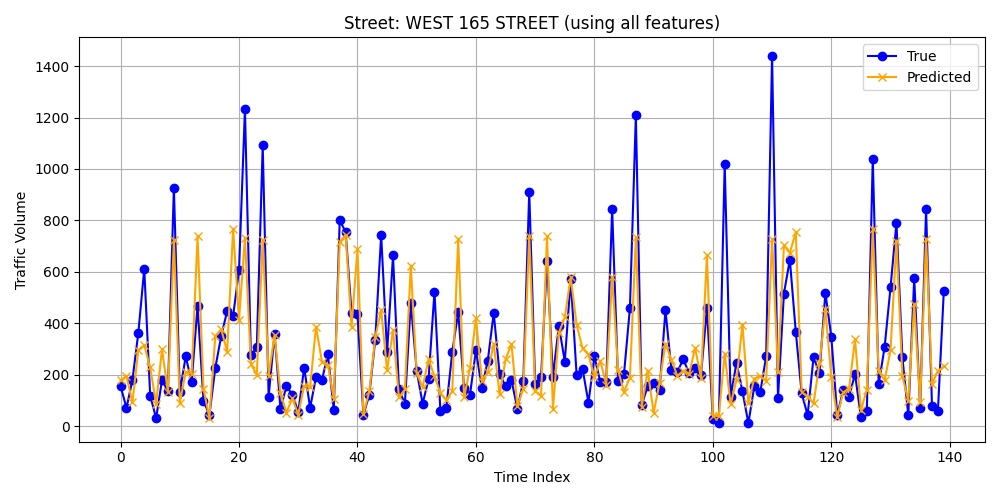 Street: WEST 165 STREET (using all features)
True
Predicted
Traffic Volume
1400
1200
1000
800
600
400
200
0
0 20 40 60 80 100 120 140
Time Index